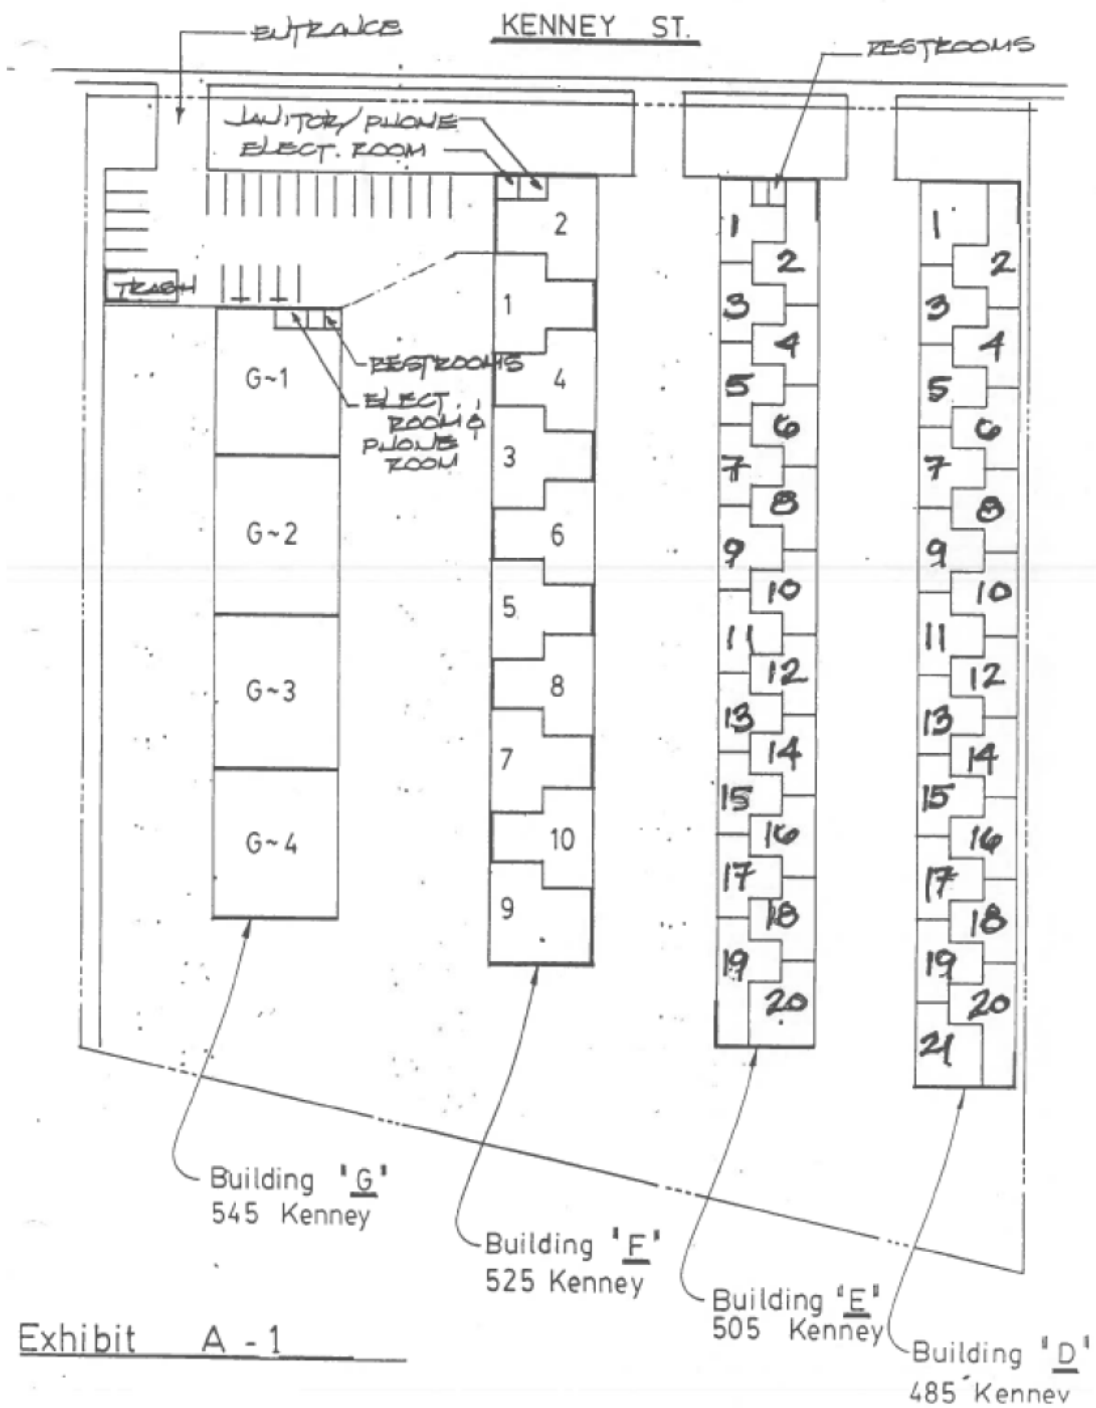 ENTRANCE
KENNEY ST.
RESTROOMS
JANITOR/PHONE
ELECT. ROOM
TRASH
RESTROOMS
ELECT.
ROOM &
PHONE
ROOM
G~1
G~2
G~3
G~4
2
1
4
3
6
5
8
7
10
9
1
2
3
4
5
6
7
8
9
10
11
12
13
14
15
16
17
18
19
20
1
2
3
4
5
6
7
8
9
10
11
12
13
14
15
16
17
18
19
20
21
Building "G"
545 Kenney
Building "F"
525 Kenney
Building "E"
505 Kenney
Building "D"
485 Kenney
Exhibit A - 1